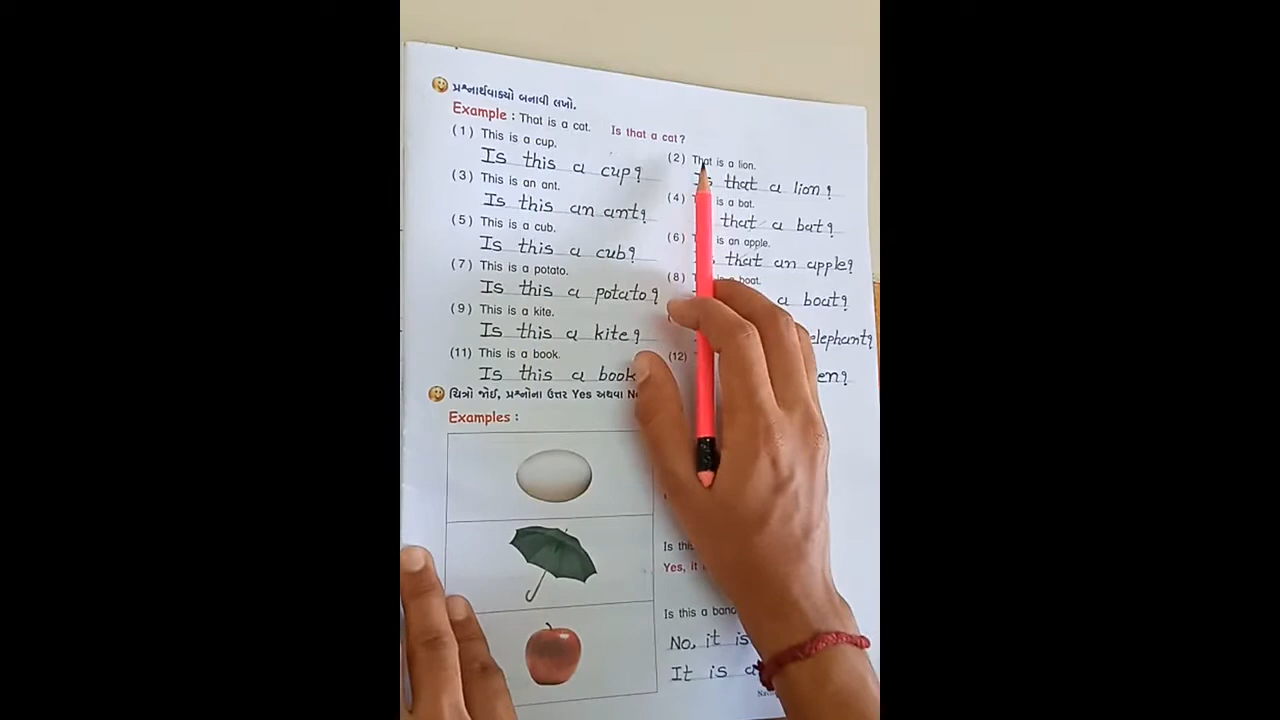 પ્રશ્નાર્થવાક્યો બનાવી લખો.
Example : That is a cat. Is that a cat?
(1) This is a cup.
Is this a cup?
(2) That is a lion.
Is that a lion?
(3) This is an ant.
Is this an ant?
(4) is a bat.
that a bat?
(5) This is a cub.
Is this a cub?
(6) is an apple.
that an apple?
(7) This is a potato.
Is this a potato?
(8) is a boat.
a boat?
(9) This is a kite.
Is this a kite?
elephant?
(11) This is a book.
Is this a book
(12)
ચિત્રો જોઈ, પ્રશ્નોના ઉત્તર Yes અથવા
Examples :
Is this
Yes, it
Is this a
No, it is
It is